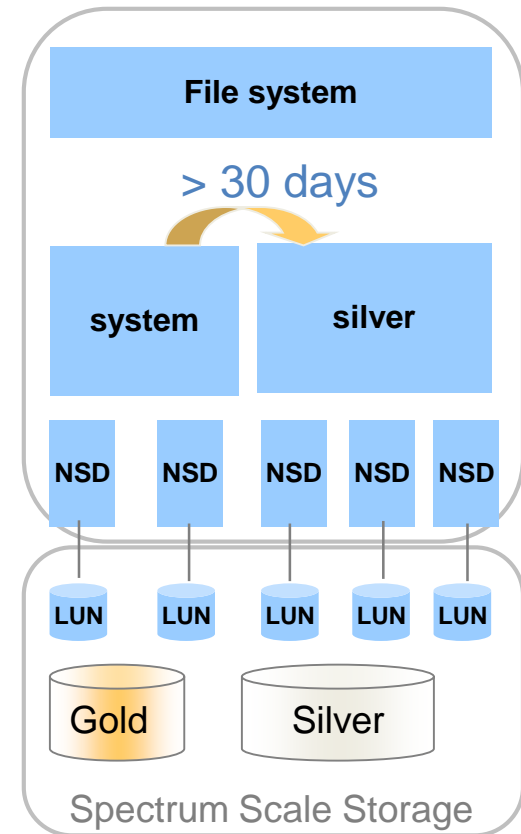 File system
> 30 days
system
silver
NSD NSD NSD NSD NSD
LUN LUN LUN LUN LUN
Gold Silver
Spectrum Scale Storage